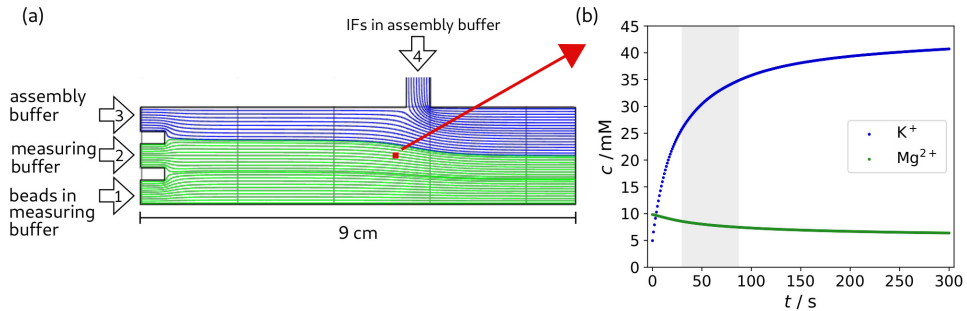 (a)
IFs in assembly buffer
4
assembly
buffer
3
measuring
buffer
2
beads in
measuring
buffer
1
9 cm
(b)
c / mM
45
40
35
30
25
20
15
10
5
0
K⁺
Mg²⁺
0 50 100 150 200 250 300
t / s